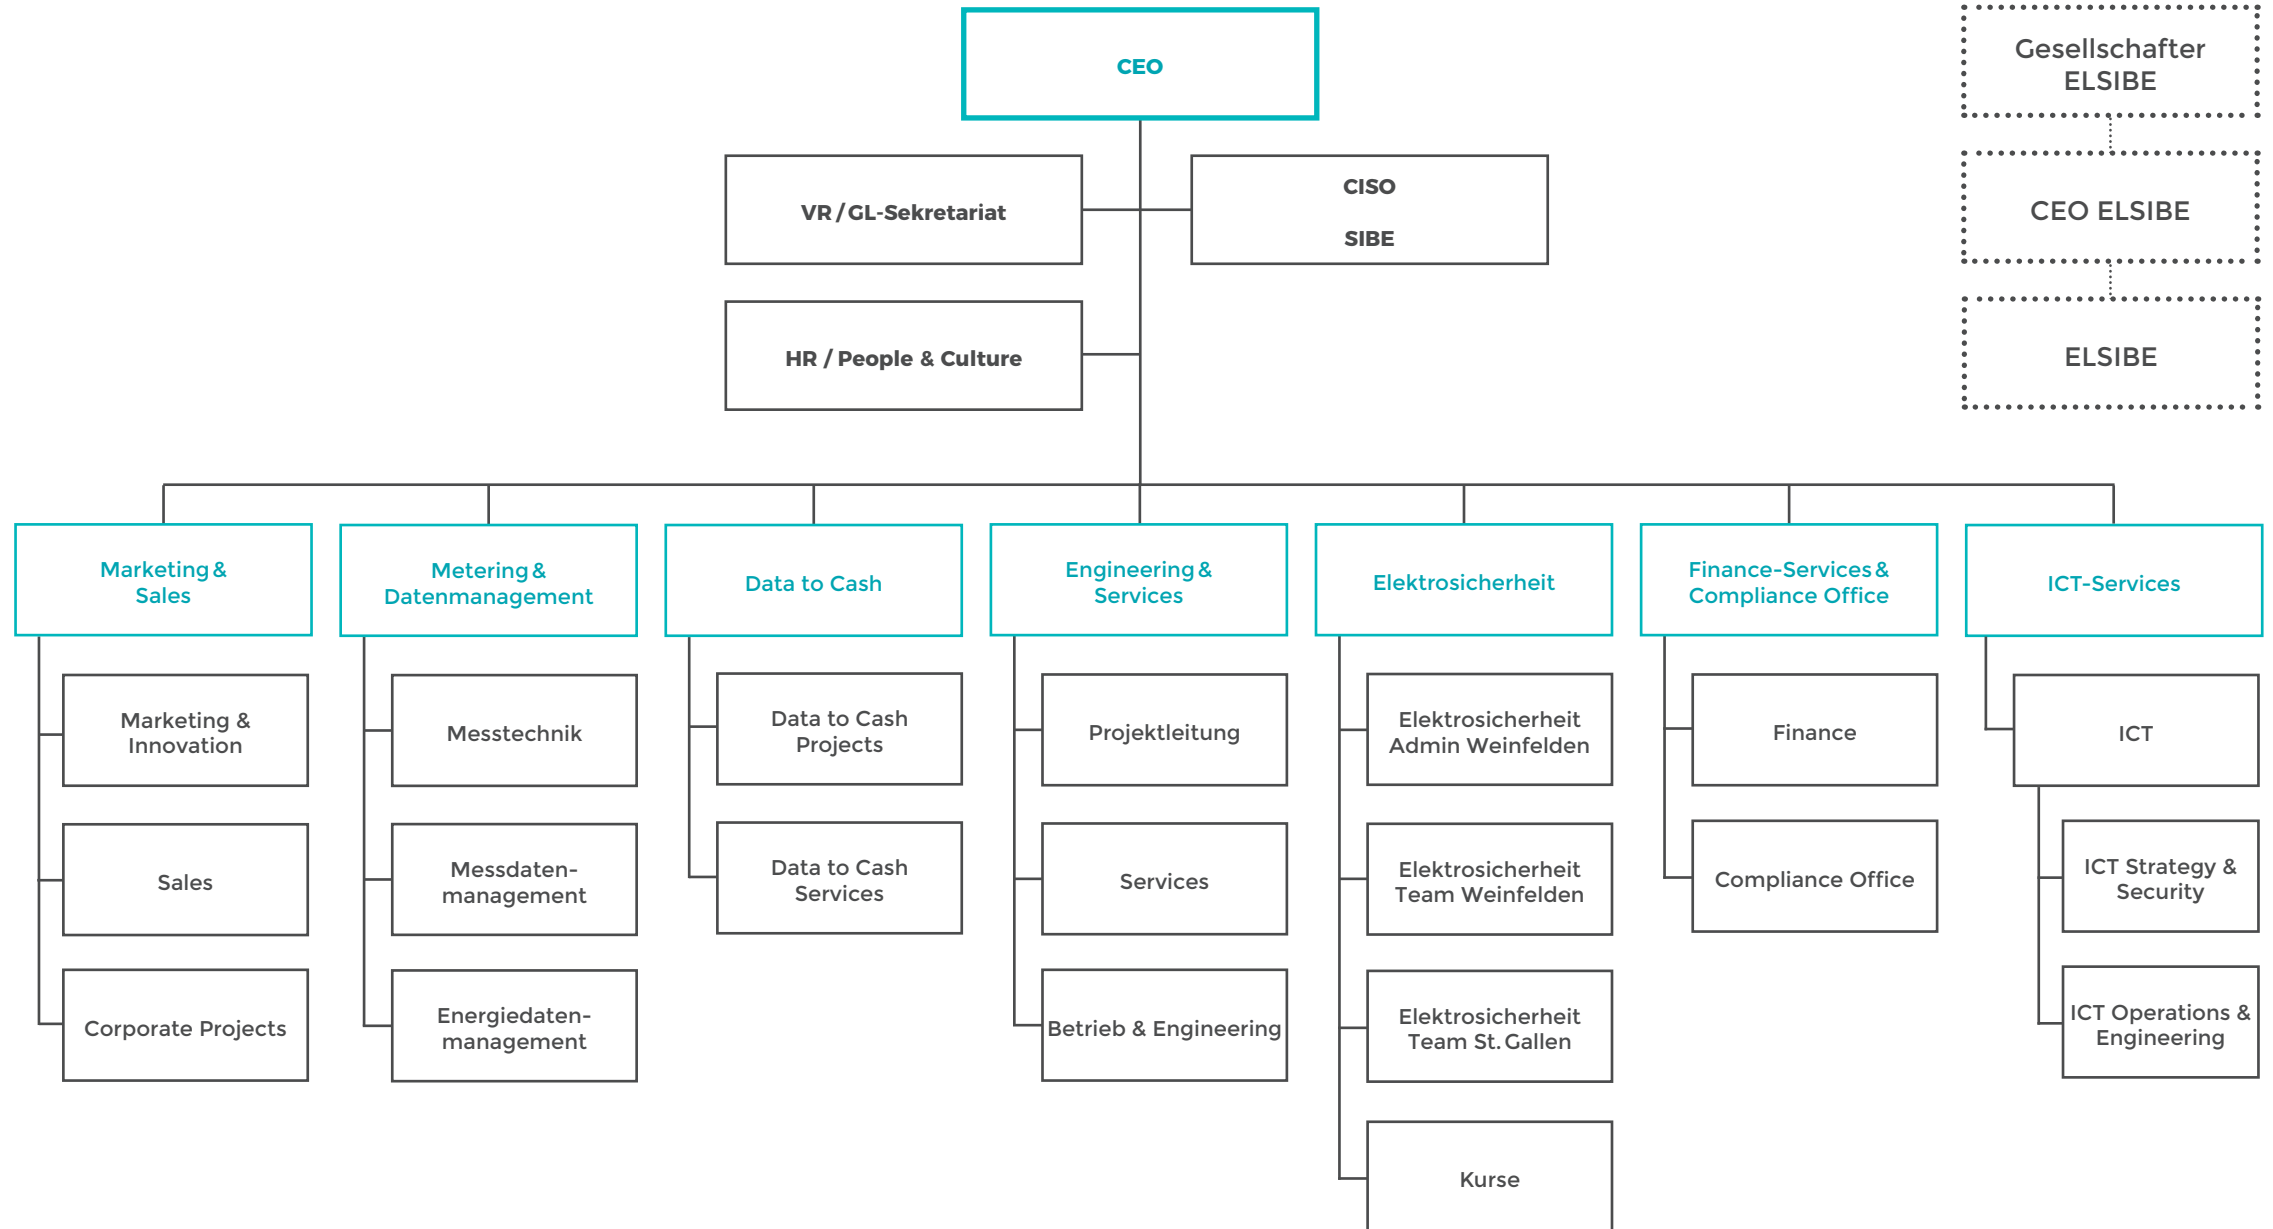 CEO
Gesellschafter
ELSIBE
VR / GL-Sekretariat
CISO
SIBE
CEO ELSIBE
HR / People & Culture
ELSIBE
Marketing &
Sales
Metering &
Datenmanagement
Data to Cash
Engineering &
Services
Elektrosicherheit
Finance-Services &
Compliance Office
ICT-Services
Marketing &
Innovation
Sales
Corporate Projects
Messtechnik
Messdaten-
management
Energiedaten-
management
Data to Cash
Projects
Data to Cash
Services
Projektleitung
Services
Betrieb & Engineering
Elektrosicherheit
Admin Weinfelden
Elektrosicherheit
Team Weinfelden
Elektrosicherheit
Team St. Gallen
Kurse
Finance
Compliance Office
ICT
ICT Strategy &
Security
ICT Operations &
Engineering